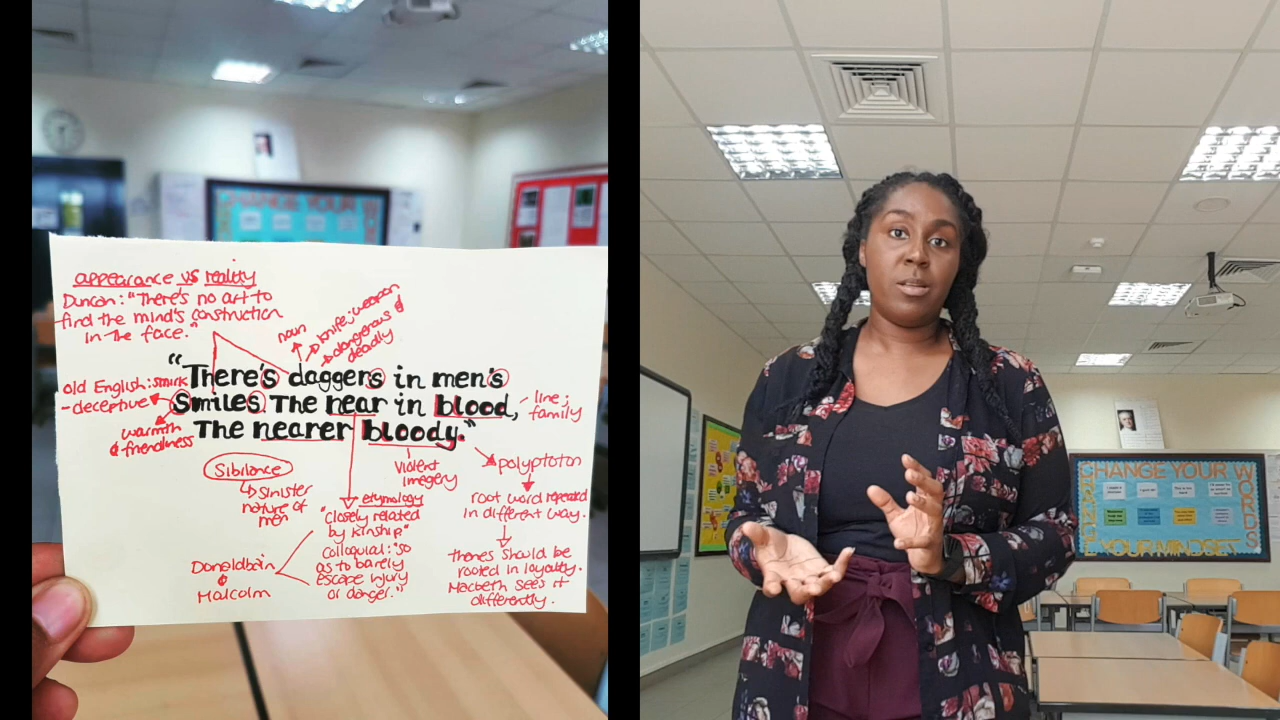 appearance vs reality
Duncan: "There's no art to
find the mind's construction
in the face."
noun
knife; weapon
dangerous &
deadly
"There's daggers in men's
Smiles. The near in blood,
The nearer bloody."
old English: smirk
- deceptive
warmth
& friendliness
line;
family
Sibilance
sinister
nature of
men
violent
imagery
polyptoton
root word repeated
in different way.
thanes should be
rooted in loyalty.
Macbeth sees it
differently.
etymology
"closely related
by kinship"
colloquial: "so
as to barely
escape injury
or danger."
Donaldbain
&
Malcolm
CHANGE YOUR W
CHANGE YOUR WORDS
CHANGE YOUR MINDSET